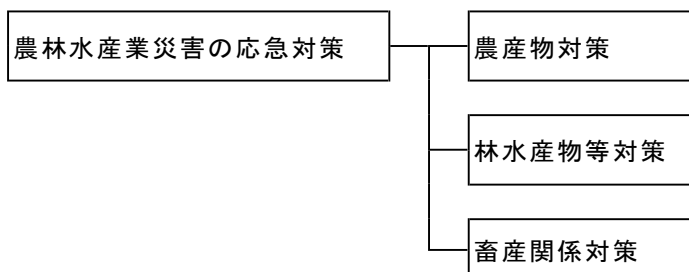 農林水産業災害の応急対策
農産物対策
林水産物等対策
畜産関係対策